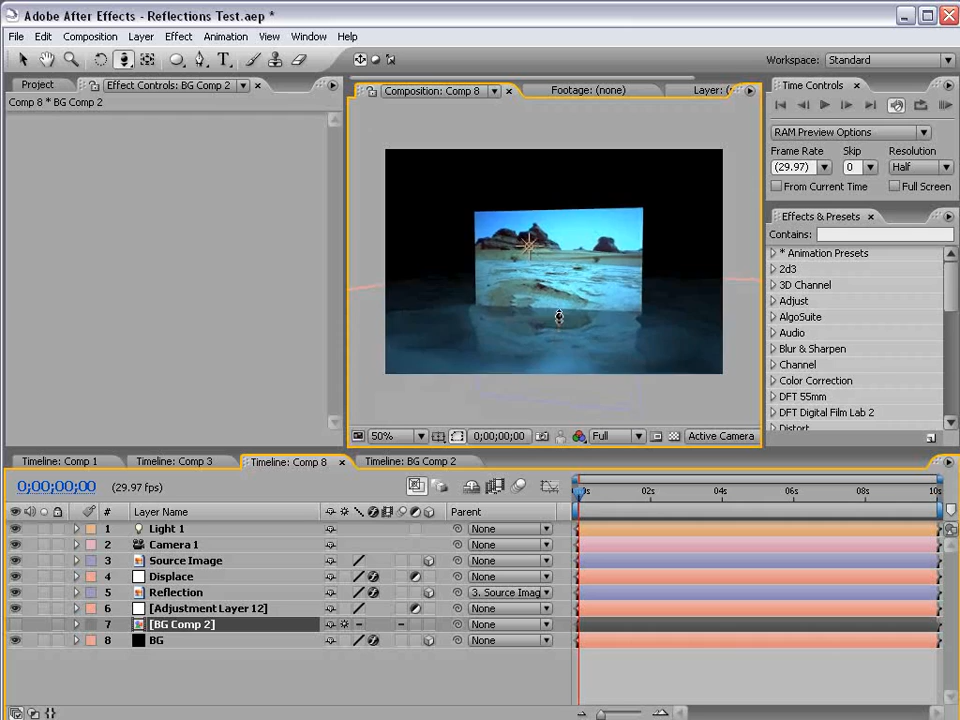 Adobe After Effects - Reflections Test.aep *
File Edit Composition Layer Effect Animation View Window Help
Workspace: Standard
Project Effect Controls: BG Comp 2
Comp 8 * BG Comp 2
Composition: Comp 8 Footage: (none) Layer: (
Time Controls
RAM Preview Options
Frame Rate Skip Resolution
(29.97) 0 Half
From Current Time Full Screen
Effects & Presets
Contains:
* Animation Presets
2d3
3D Channel
Adjust
AlgoSuite
Audio
Blur & Sharpen
Channel
Color Correction
DFT 55mm
DFT Digital Film Lab 2
Distort
50% 0;00;00;00 Full Active Camera
Timeline: Comp 1 Timeline: Comp 3 Timeline: Comp 8 Timeline: BG Comp 2
0;00;00;00 (29.97 fps)
02s 04s 06s 08s 10s
# Layer Name Parent
1 Light 1 None
2 Camera 1 None
3 Source Image None
4 Displace None
5 Reflection 3. Source Imag
6 [Adjustment Layer 12] None
7 [BG Comp 2] None
8 BG None